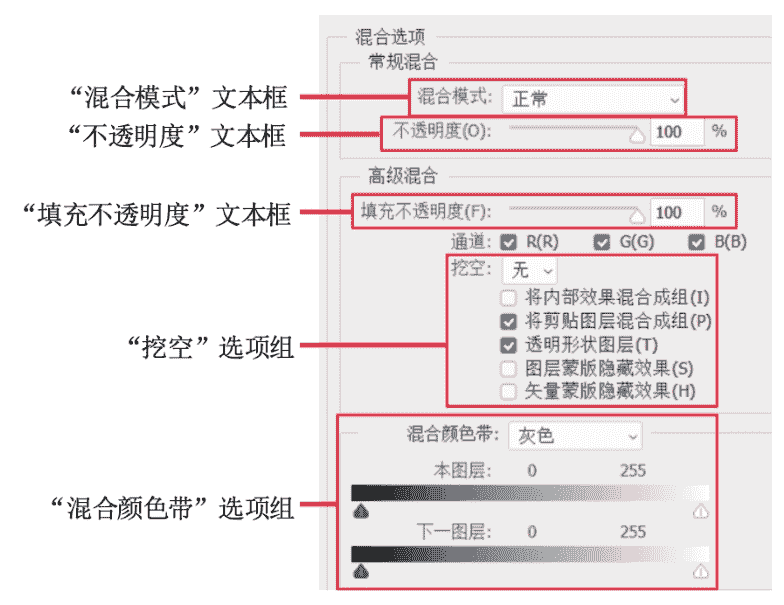 混合选项
常规混合
“混合模式”文本框
混合模式: 正常
“不透明度”文本框
不透明度(O): 100 %
高级混合
“填充不透明度”文本框
填充不透明度(F): 100 %
通道: R(R) G(G) B(B)
挖空: 无
将内部效果混合成组(I)
将剪贴图层混合成组(P)
“挖空”选项组
透明形状图层(T)
图层蒙版隐藏效果(S)
矢量蒙版隐藏效果(H)
混合颜色带: 灰色
本图层: 0 255
“混合颜色带”选项组
下一图层: 0 255